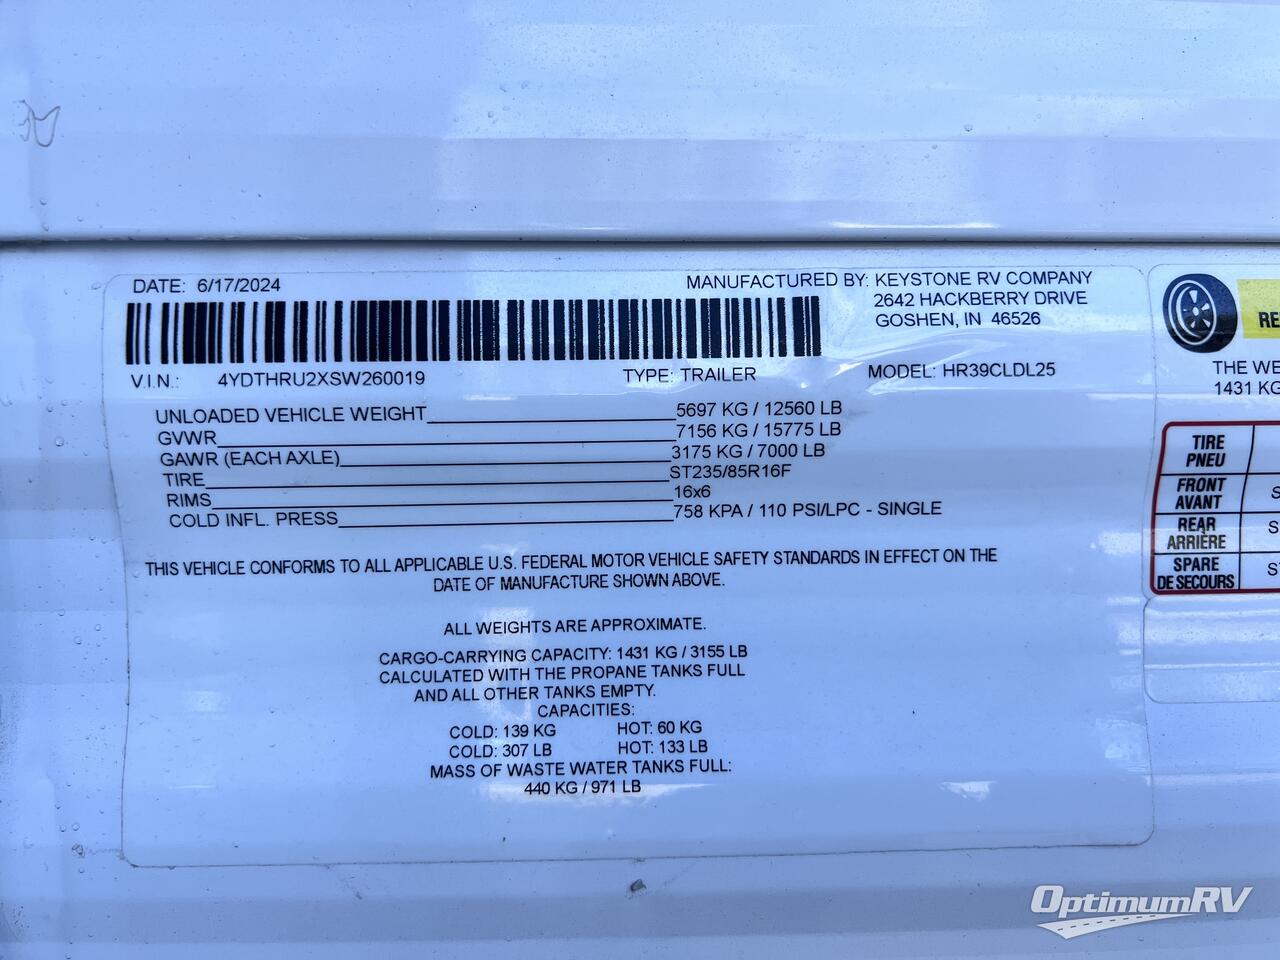 DATE: 6/17/2024
MANUFACTURED BY: KEYSTONE RV COMPANY
2642 HACKBERRY DRIVE
GOSHEN, IN 46526
V.I.N.: 4YDTHRU2XSW260019 TYPE: TRAILER MODEL: HR39CLDL25
UNLOADED VEHICLE WEIGHT 5697 KG / 12560 LB
GVWR 7156 KG / 15775 LB
GAWR (EACH AXLE) 3175 KG / 7000 LB
TIRE ST235/85R16F
RIMS 16x6
COLD INFL. PRESS 758 KPA / 110 PSI/LPC - SINGLE
THIS VEHICLE CONFORMS TO ALL APPLICABLE U.S. FEDERAL MOTOR VEHICLE SAFETY STANDARDS IN EFFECT ON THE
DATE OF MANUFACTURE SHOWN ABOVE.
ALL WEIGHTS ARE APPROXIMATE.
CARGO-CARRYING CAPACITY: 1431 KG / 3155 LB
CALCULATED WITH THE PROPANE TANKS FULL
AND ALL OTHER TANKS EMPTY.
CAPACITIES:
COLD: 139 KG HOT: 60 KG
COLD: 307 LB HOT: 133 LB
MASS OF WASTE WATER TANKS FULL:
440 KG / 971 LB
THE WE
1431 KG
TIRE
PNEU
FRONT
AVANT
REAR
ARRIÈRE
SPARE
DE SECOURS
OptimumRV